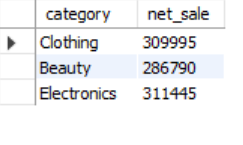 category net_sale
Clothing 309995
Beauty 286790
Electronics 311445